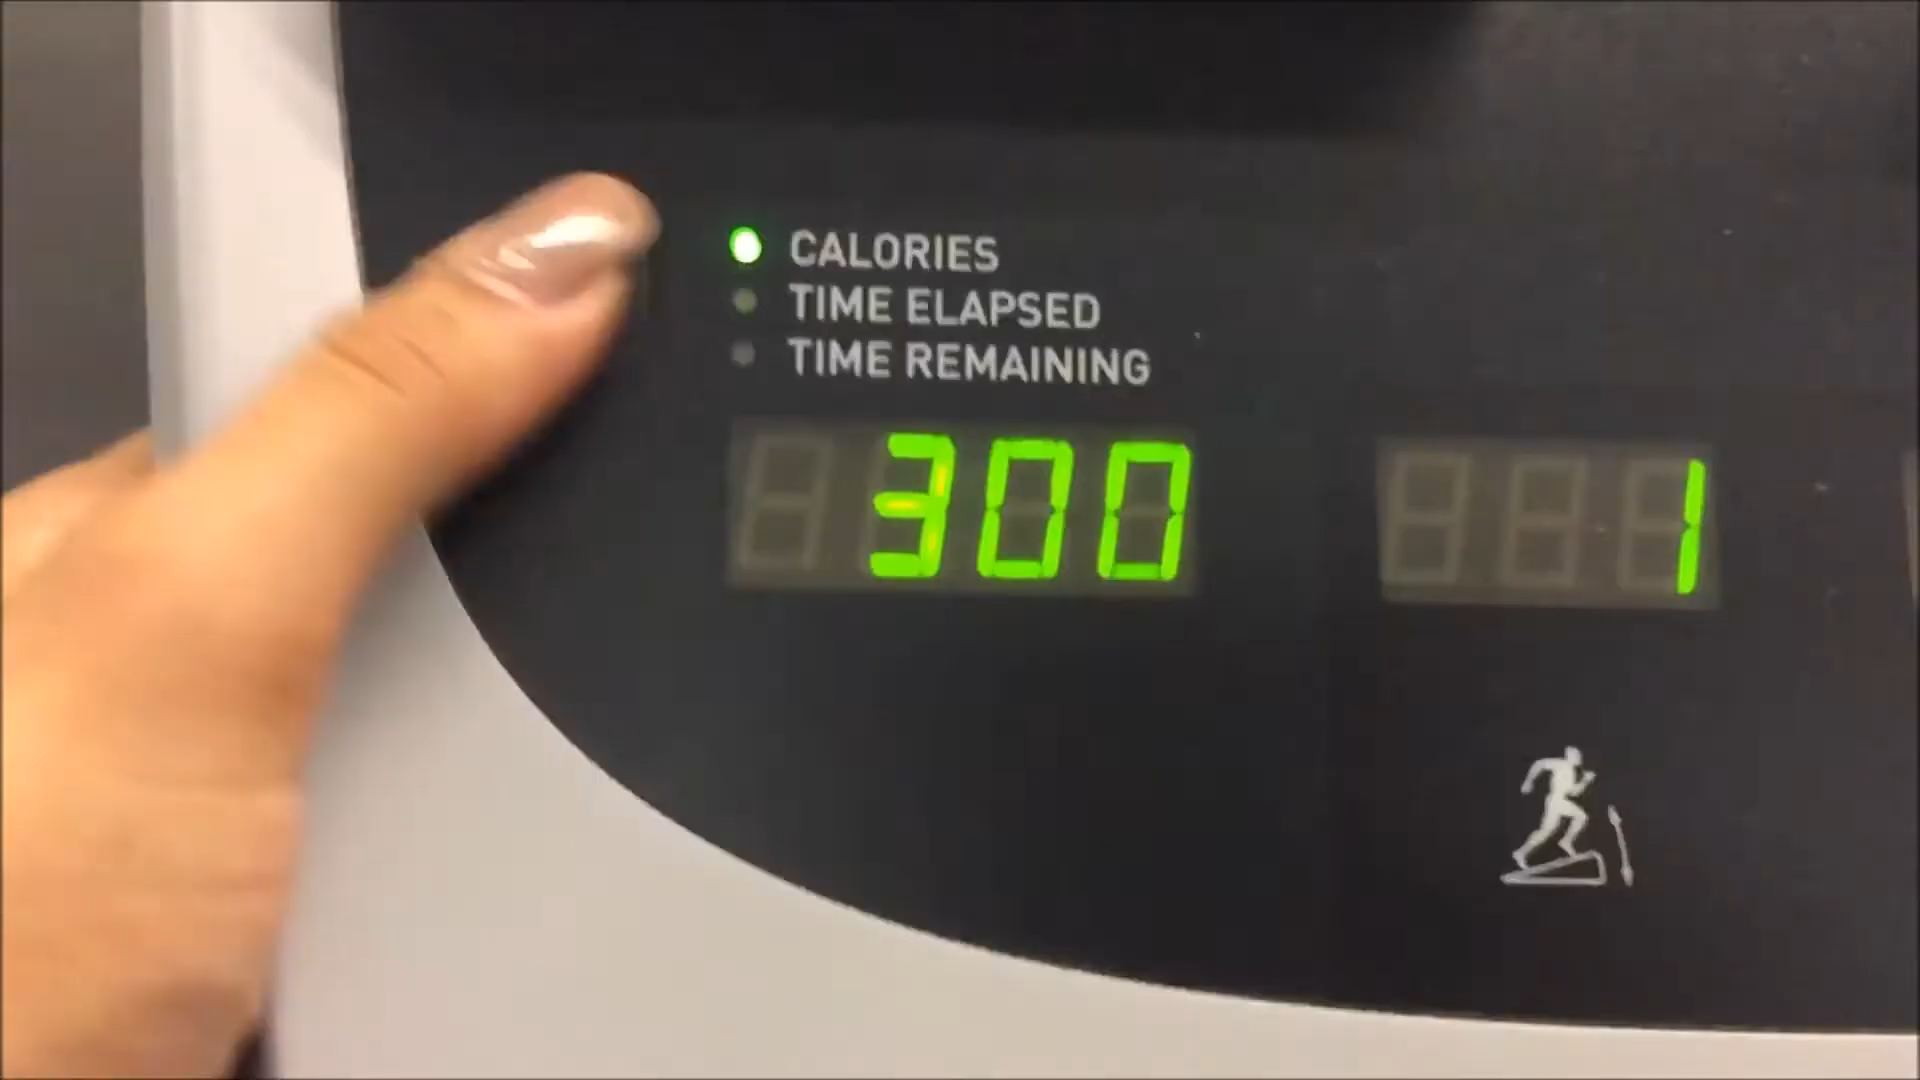 CALORIES
TIME ELAPSED
TIME REMAINING
300
1